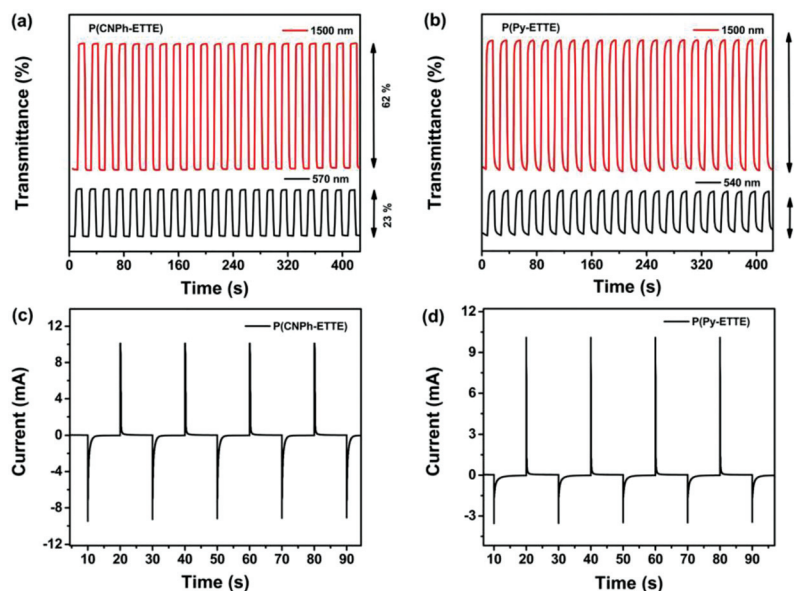 (a)
P(CNPh-ETTE)
1500 nm
570 nm
62 %
23 %
Transmittance (%)
0 80 160 240 320 400
Time (s)
(b)
P(Py-ETTE)
1500 nm
540 nm
Transmittance (%)
0 80 160 240 320 400
Time (s)
(c)
P(CNPh-ETTE)
12
8
4
0
-4
-8
-12
Current (mA)
10 20 30 40 50 60 70 80 90
Time (s)
(d)
P(Py-ETTE)
12
9
6
3
0
-3
Current (mA)
10 20 30 40 50 60 70 80 90
Time (s)